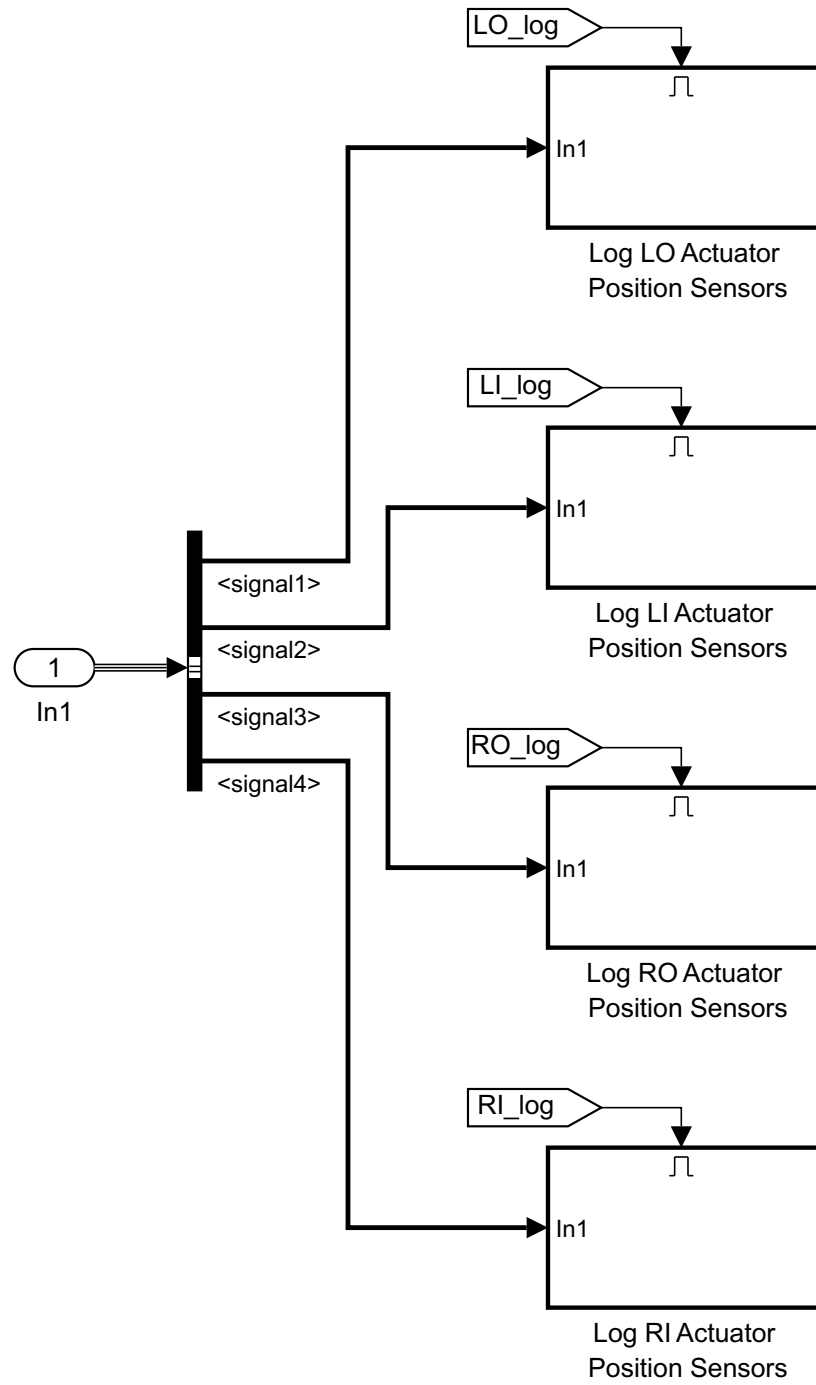 LO_log
In1
Log LO Actuator
Position Sensors
LI_log
In1
Log LI Actuator
Position Sensors
<signal1>
<signal2>
1
In1
<signal3>
<signal4>
RO_log
In1
Log RO Actuator
Position Sensors
RI_log
In1
Log RI Actuator
Position Sensors